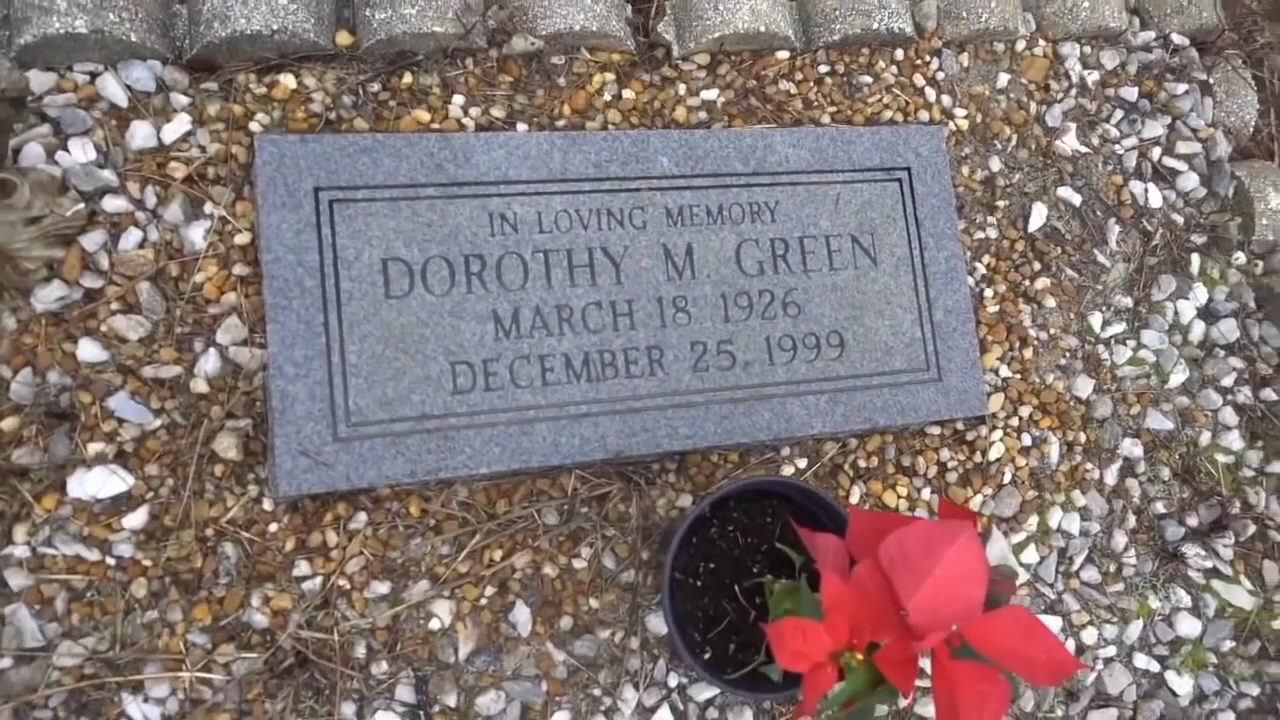 IN LOVING MEMORY
DOROTHY M. GREEN
MARCH 18 1926
DECEMBER 25, 1999